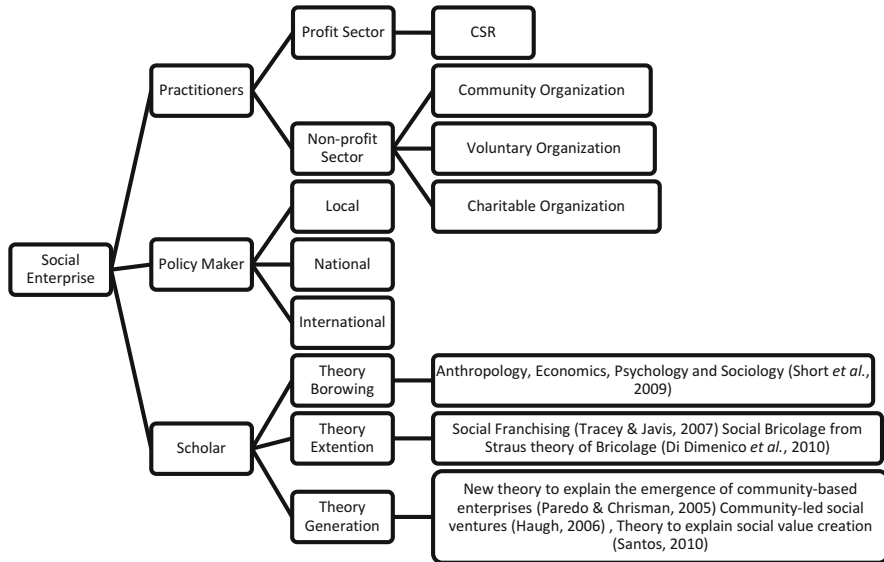 Profit Sector
CSR
Practitioners
Community Organization
Non-profit
Sector
Voluntary Organization
Charitable Organization
Local
Social
Enterprise
Policy Maker
National
International
Theory
Borowing
Anthropology, Economics, Psychology and Sociology (Short et al.,
2009)
Scholar
Theory
Extention
Social Franchising (Tracey & Javis, 2007) Social Bricolage from
Straus theory of Bricolage (Di Dimenico et al., 2010)
Theory
Generation
New theory to explain the emergence of community-based
enterprises (Paredo & Chrisman, 2005) Community-led social
ventures (Haugh, 2006) , Theory to explain social value creation
(Santos, 2010)